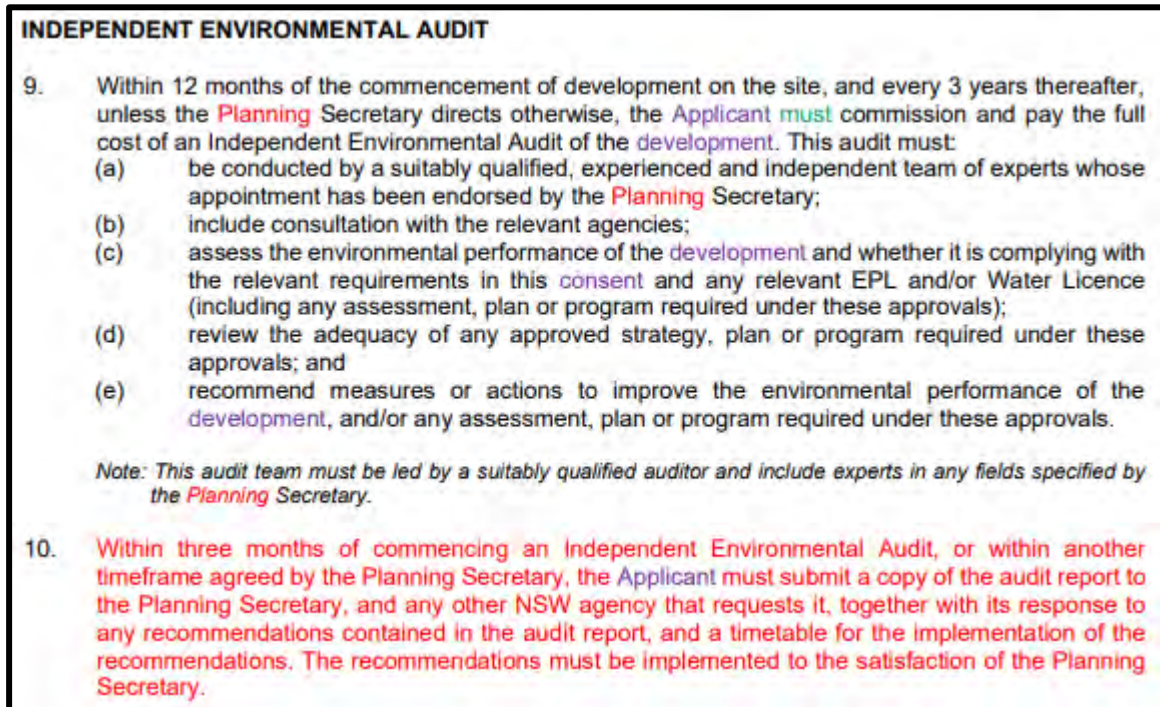 INDEPENDENT ENVIRONMENTAL AUDIT
9. Within 12 months of the commencement of development on the site, and every 3 years thereafter,
unless the Planning Secretary directs otherwise, the Applicant must commission and pay the full
cost of an Independent Environmental Audit of the development. This audit must:
(a) be conducted by a suitably qualified, experienced and independent team of experts whose
appointment has been endorsed by the Planning Secretary;
(b) include consultation with the relevant agencies;
(c) assess the environmental performance of the development and whether it is complying with
the relevant requirements in this consent and any relevant EPL and/or Water Licence
(including any assessment, plan or program required under these approvals);
(d) review the adequacy of any approved strategy, plan or program required under these
approvals; and
(e) recommend measures or actions to improve the environmental performance of the
development, and/or any assessment, plan or program required under these approvals.
Note: This audit team must be led by a suitably qualified auditor and include experts in any fields specified by
the Planning Secretary.
10. Within three months of commencing an Independent Environmental Audit, or within another
timeframe agreed by the Planning Secretary, the Applicant must submit a copy of the audit report to
the Planning Secretary, and any other NSW agency that requests it, together with its response to
any recommendations contained in the audit report, and a timetable for the implementation of the
recommendations. The recommendations must be implemented to the satisfaction of the Planning
Secretary.